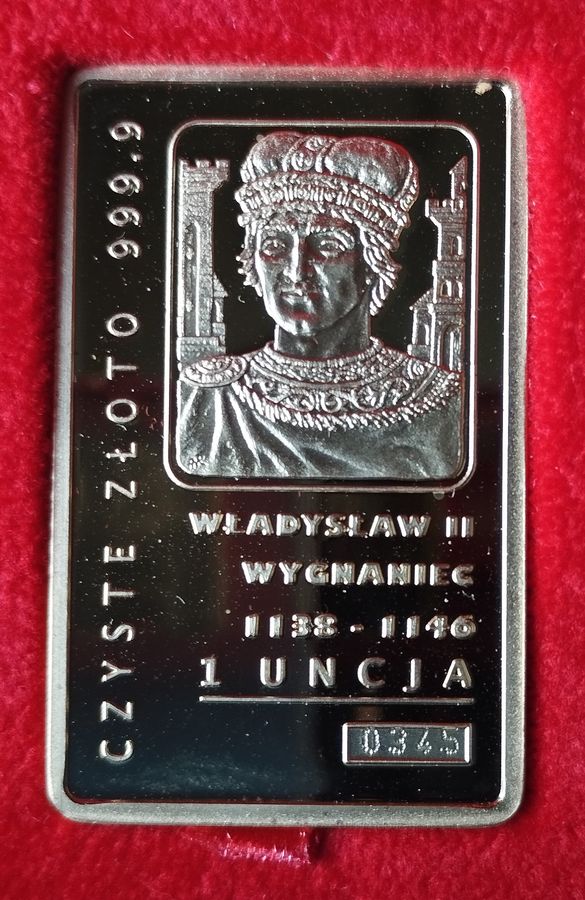 CZYSTE ZŁOTO 999.9
WŁADYSŁAW II
WYGNANIEC
1138 - 1146
1 UNCJA
0345